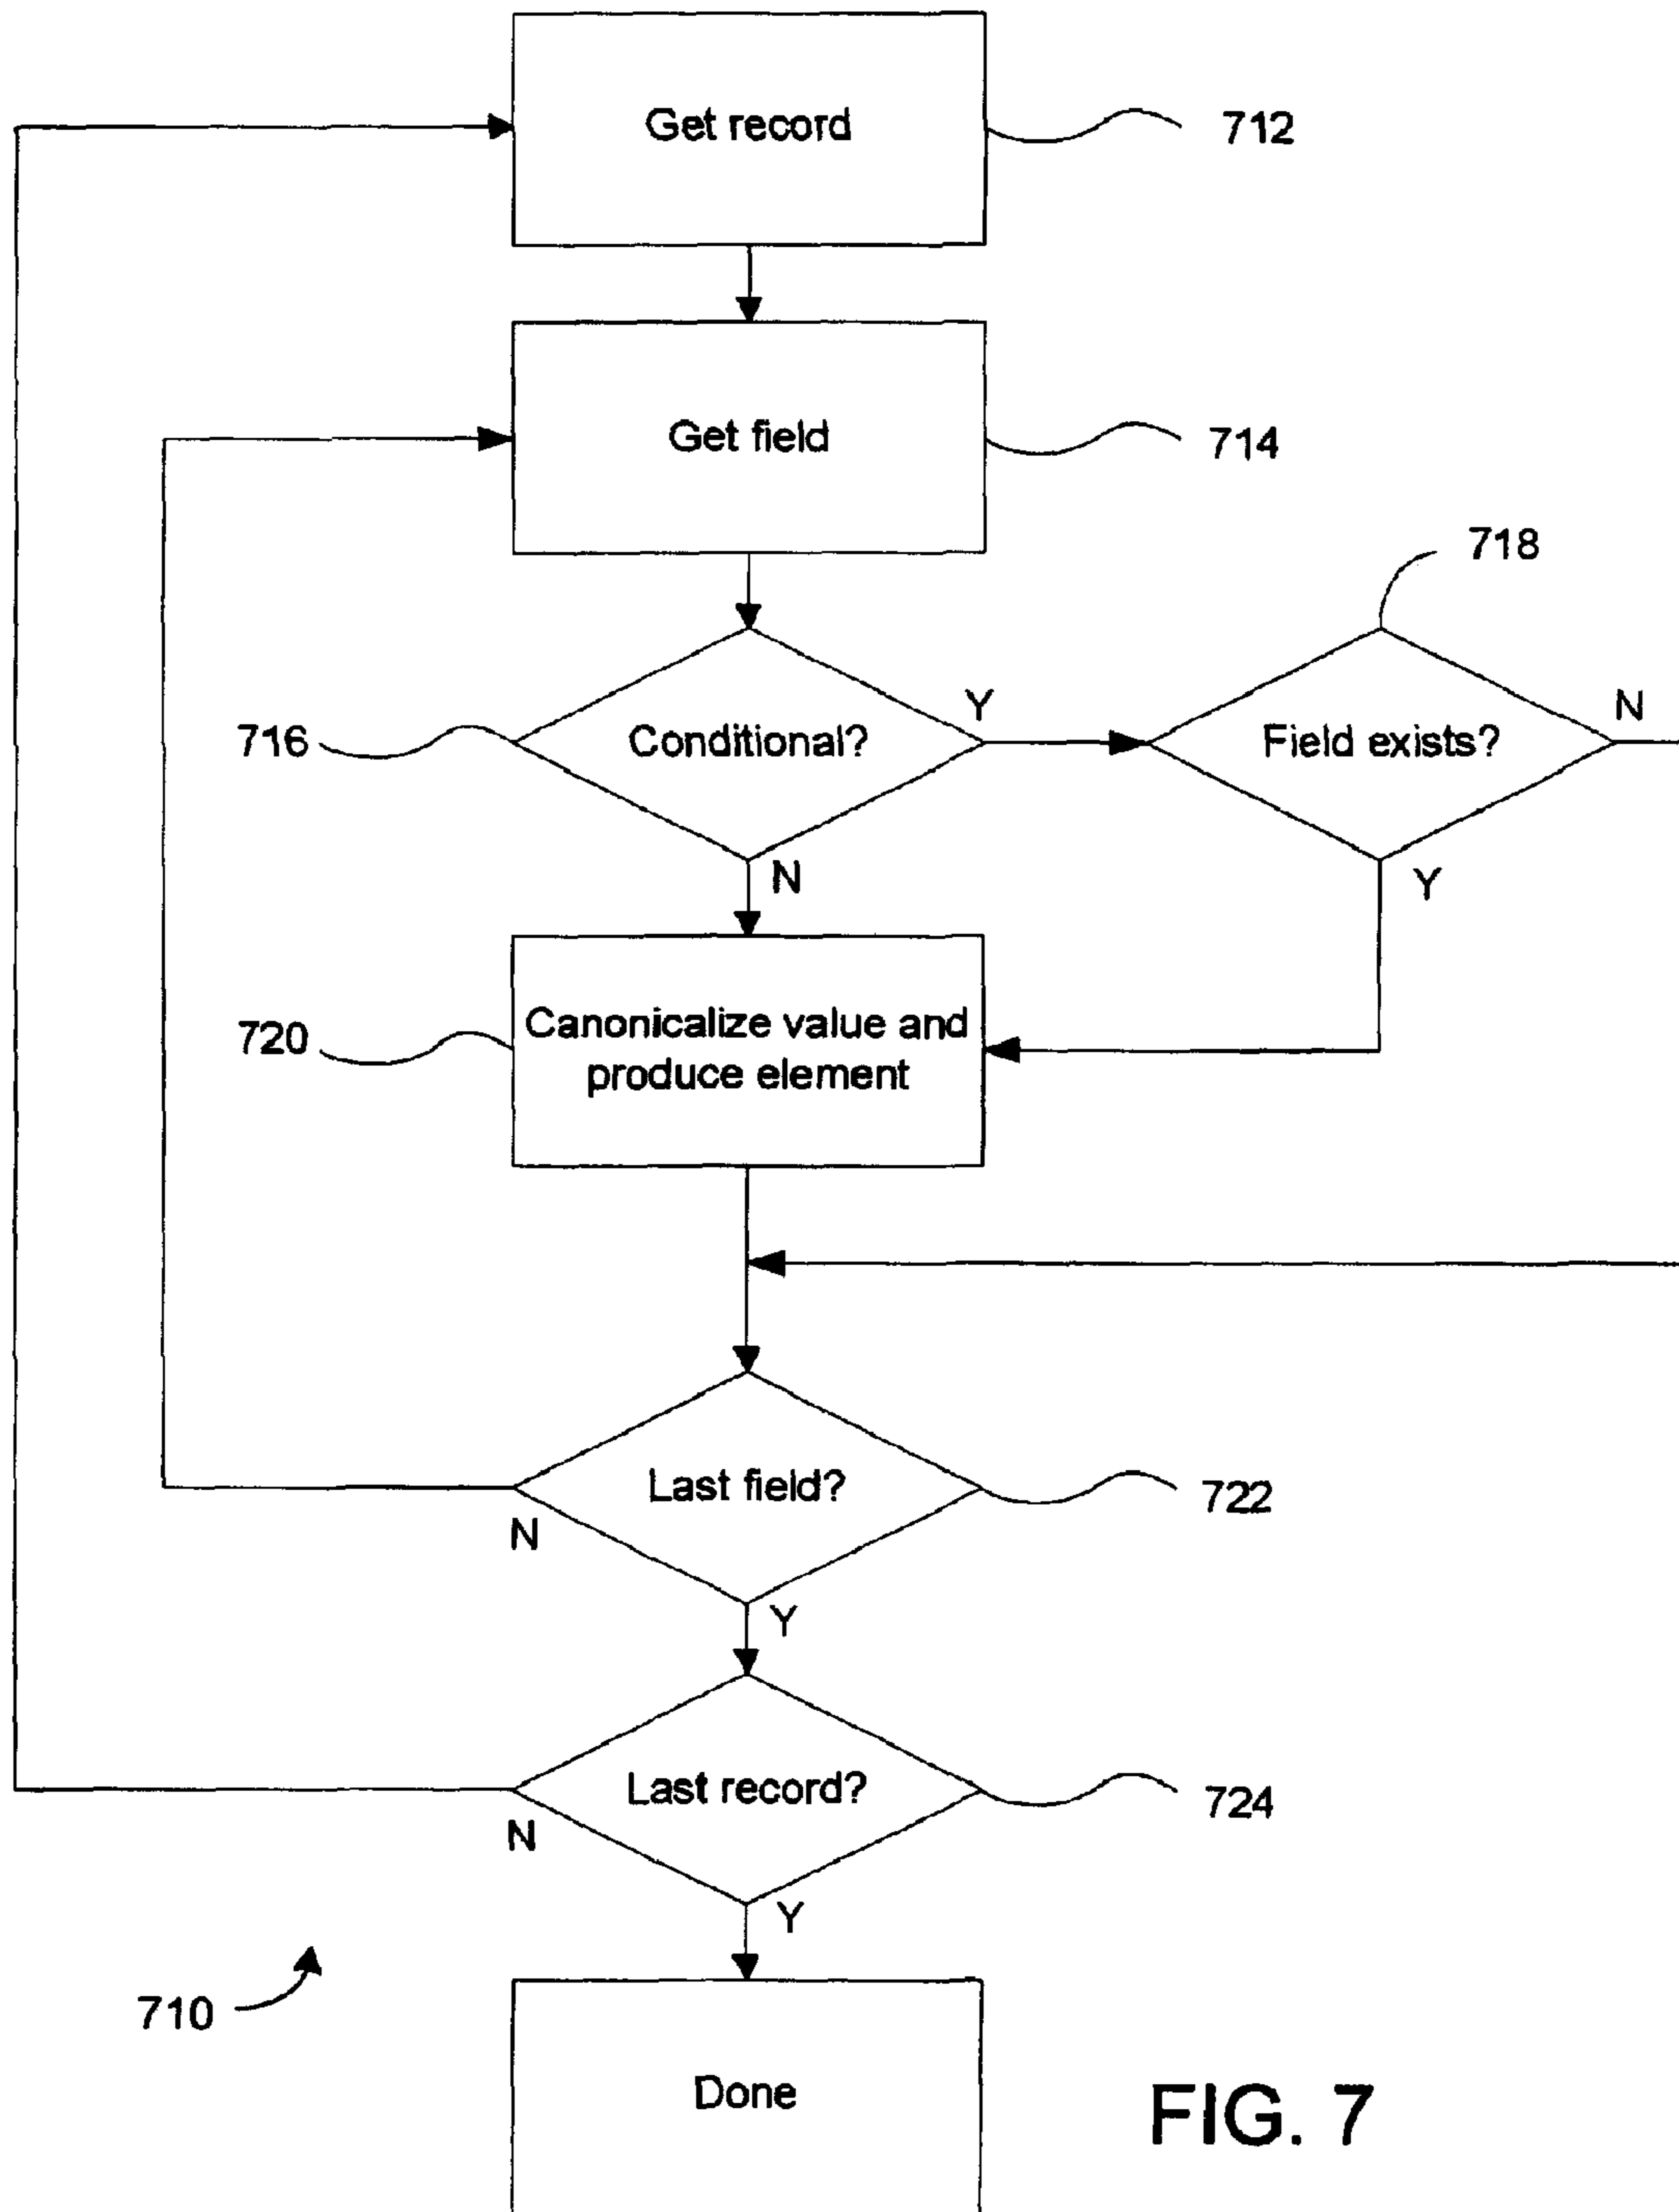 Get record
712
Get field
714
718
716
Conditional?
Y
Field exists?
N
N
Y
720
Canonicalize value and
produce element
Last field?
722
N
Y
Last record?
724
N
Y
710
Done
FIG. 7